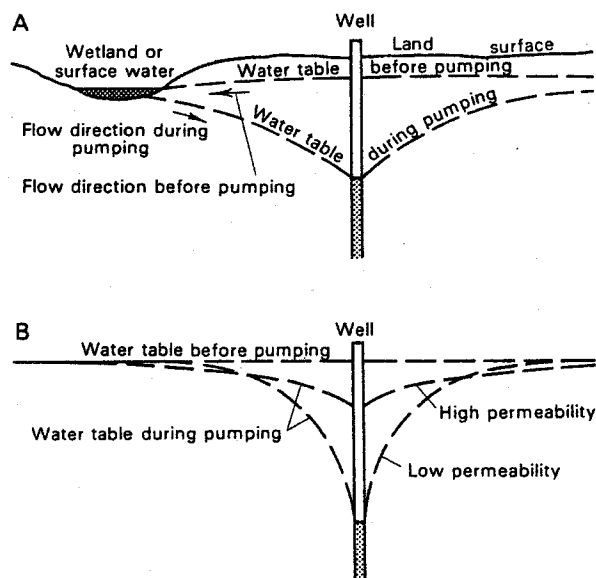 A
Well
Wetland or
surface water
Land surface
Water table before pumping
Water table during pumping
Flow direction during
pumping
Flow direction before pumping
B
Well
Water table before pumping
High permeability
Water table during pumping
Low permeability